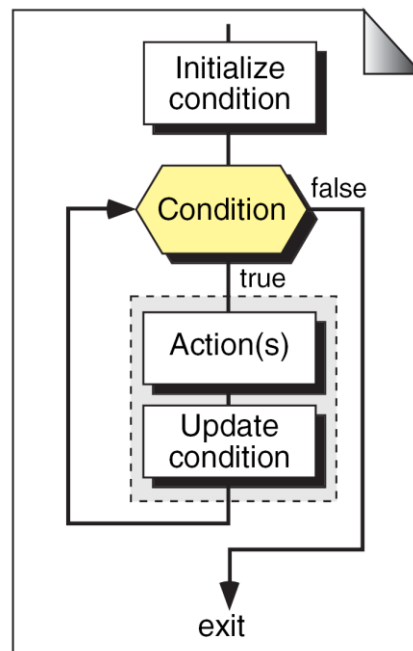 Initialize
condition
Condition
false
true
Action(s)
Update
condition
exit